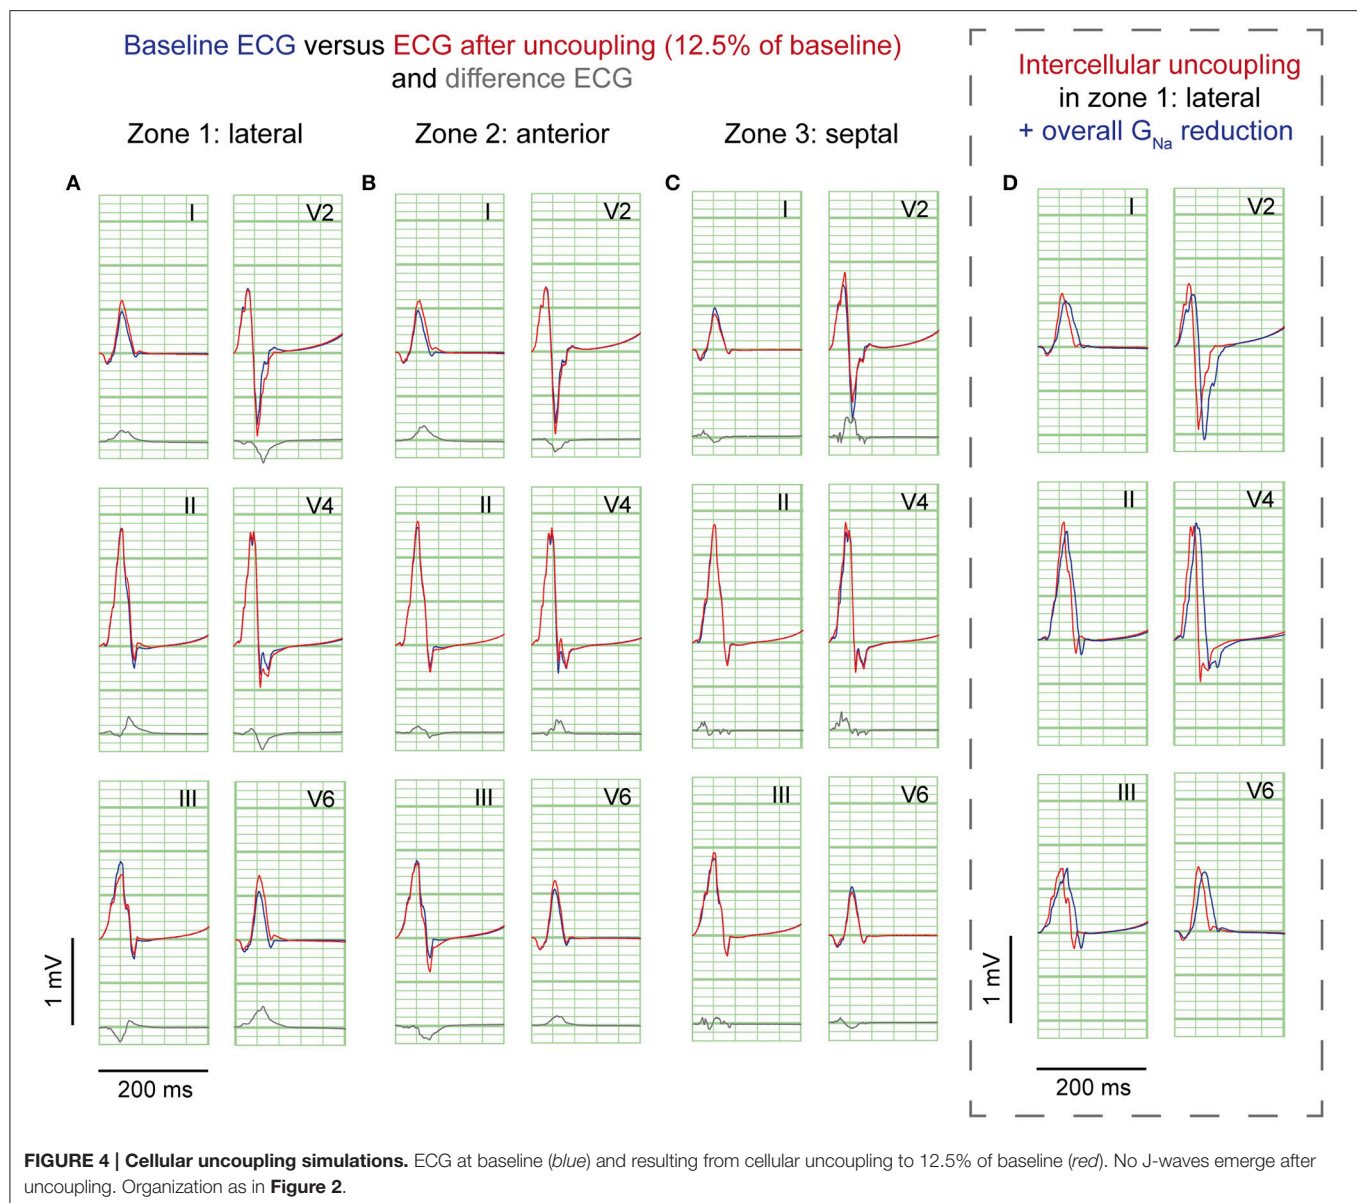 Baseline ECG versus ECG after uncoupling (12.5% of baseline)
and difference ECG
Zone 1: lateral
Zone 2: anterior
Zone 3: septal
Intercellular uncoupling
in zone 1: lateral
+ overall GNa reduction
A
I
V2
II
V4
III
V6
1 mV
200 ms
B
I
V2
II
V4
III
V6
C
I
V2
II
V4
III
V6
D
I
V2
II
V4
III
V6
1 mV
200 ms
FIGURE 4 | Cellular uncoupling simulations. ECG at baseline (blue) and resulting from cellular uncoupling to 12.5% of baseline (red). No J-waves emerge after
uncoupling. Organization as in Figure 2.